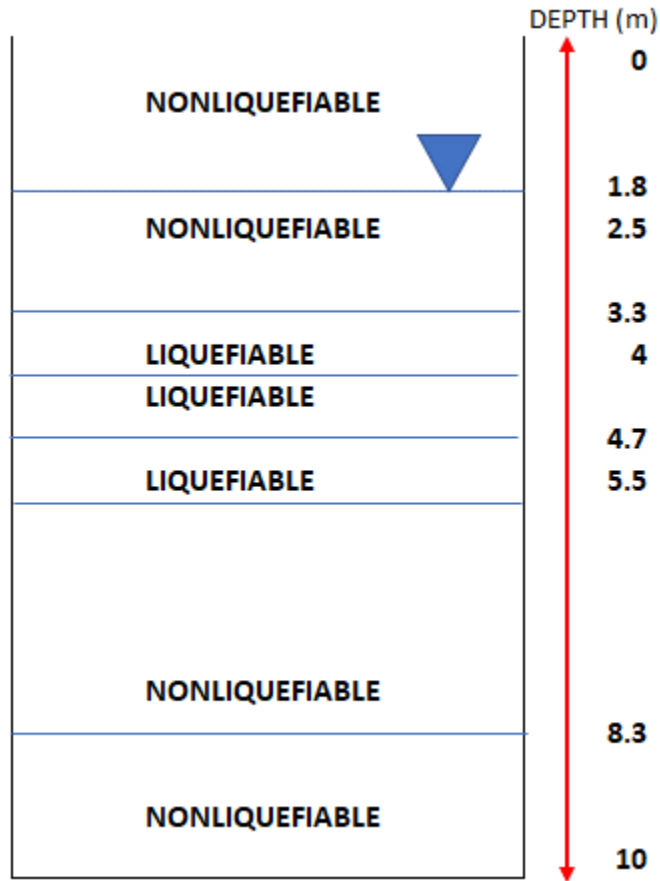 DEPTH (m)
0
NONLIQUEFIABLE
1.8
NONLIQUEFIABLE 2.5
3.3
LIQUEFIABLE 4
LIQUEFIABLE
4.7
LIQUEFIABLE 5.5
NONLIQUEFIABLE
8.3
NONLIQUEFIABLE
10